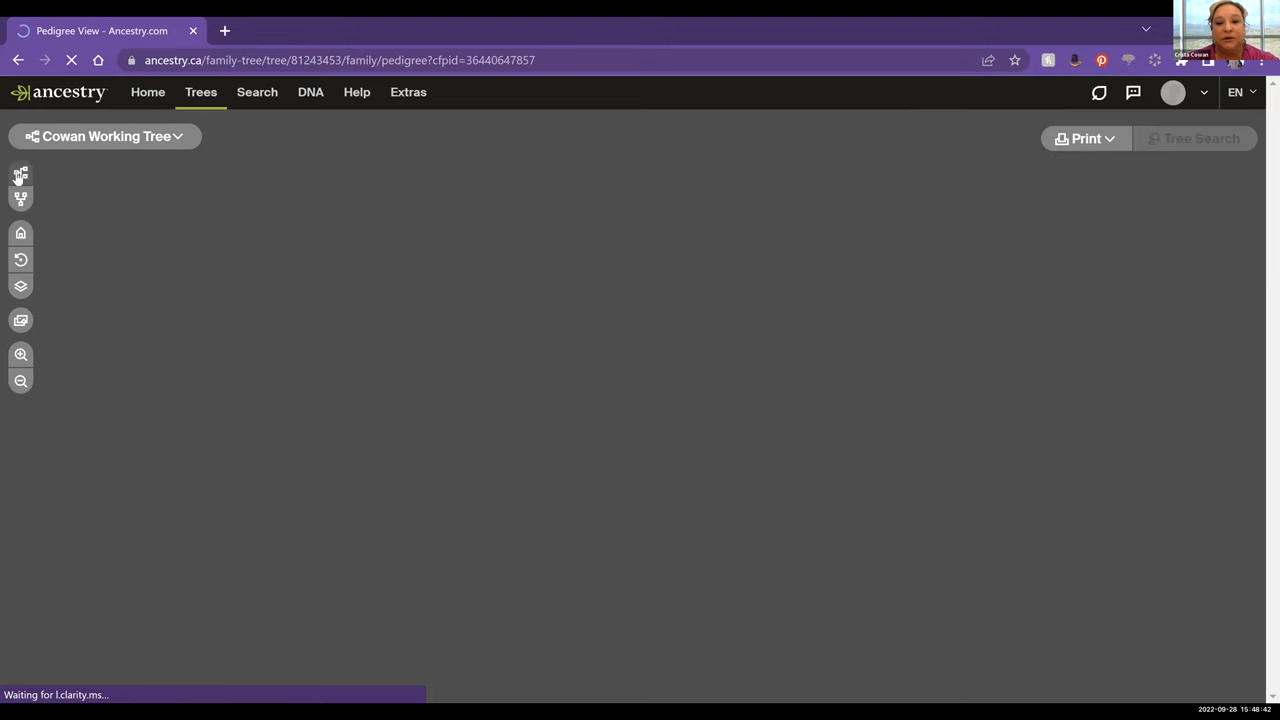 Pedigree View - Ancestry.com
ancestry.ca/family-tree/tree/81243453/family/pedigree?cfpid=36440647857
Crista Cowan
ancestry
Home
Trees
Search
DNA
Help
Extras
EN
Cowan Working Tree
Print
Tree Search
Waiting for l.clarity.ms...
2022-09-28 15:48:42